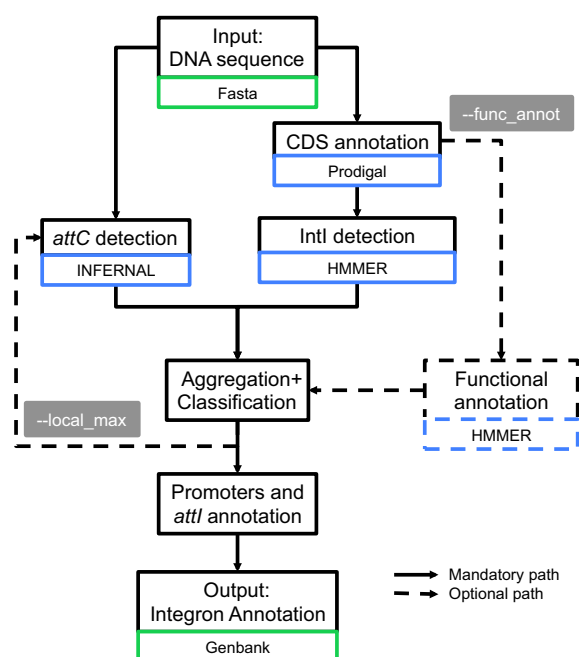 Input:
DNA sequence
Fasta
--func_annot
CDS annotation
Prodigal
attC detection
INFERNAL
IntI detection
HMMER
Aggregation+
Classification
Functional
annotation
HMMER
--local_max
Promoters and
attI annotation
Output:
Integron Annotation
Genbank
Mandatory path
Optional path